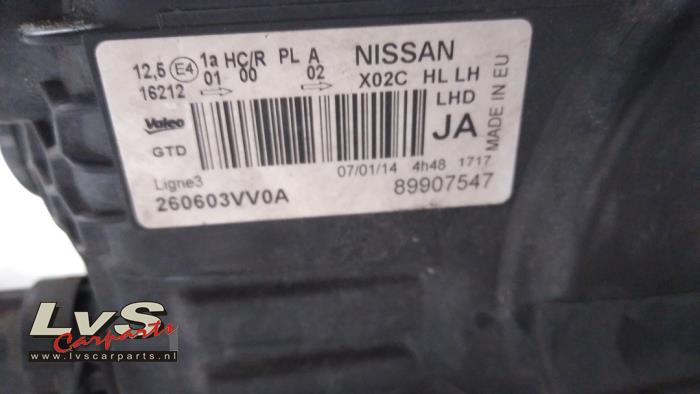 12,5 E4 1a HC/R PL A NISSAN
16212 01 00 02 X02C HL LH
LHD
Valeo
GTD
JA
MADE IN EU
07/01/14 4h48 1717
Ligne3
260603VV0A
89907547
LvS
Carparts
www.lvscarparts.nl